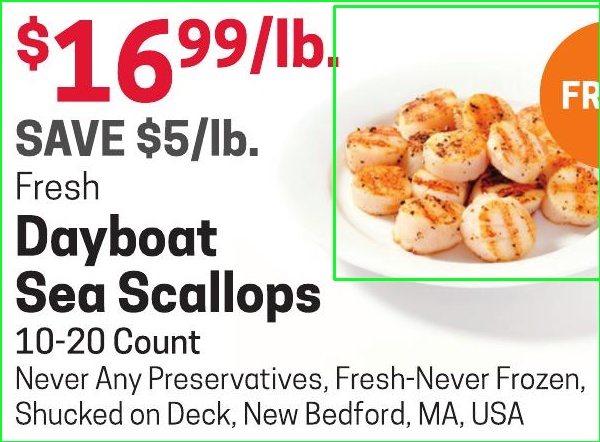 $16 99/lb.
FR
SAVE $5/lb.
Fresh
Dayboat
Sea Scallops
10-20 Count
Never Any Preservatives, Fresh-Never Frozen,
Shucked on Deck, New Bedford, MA, USA